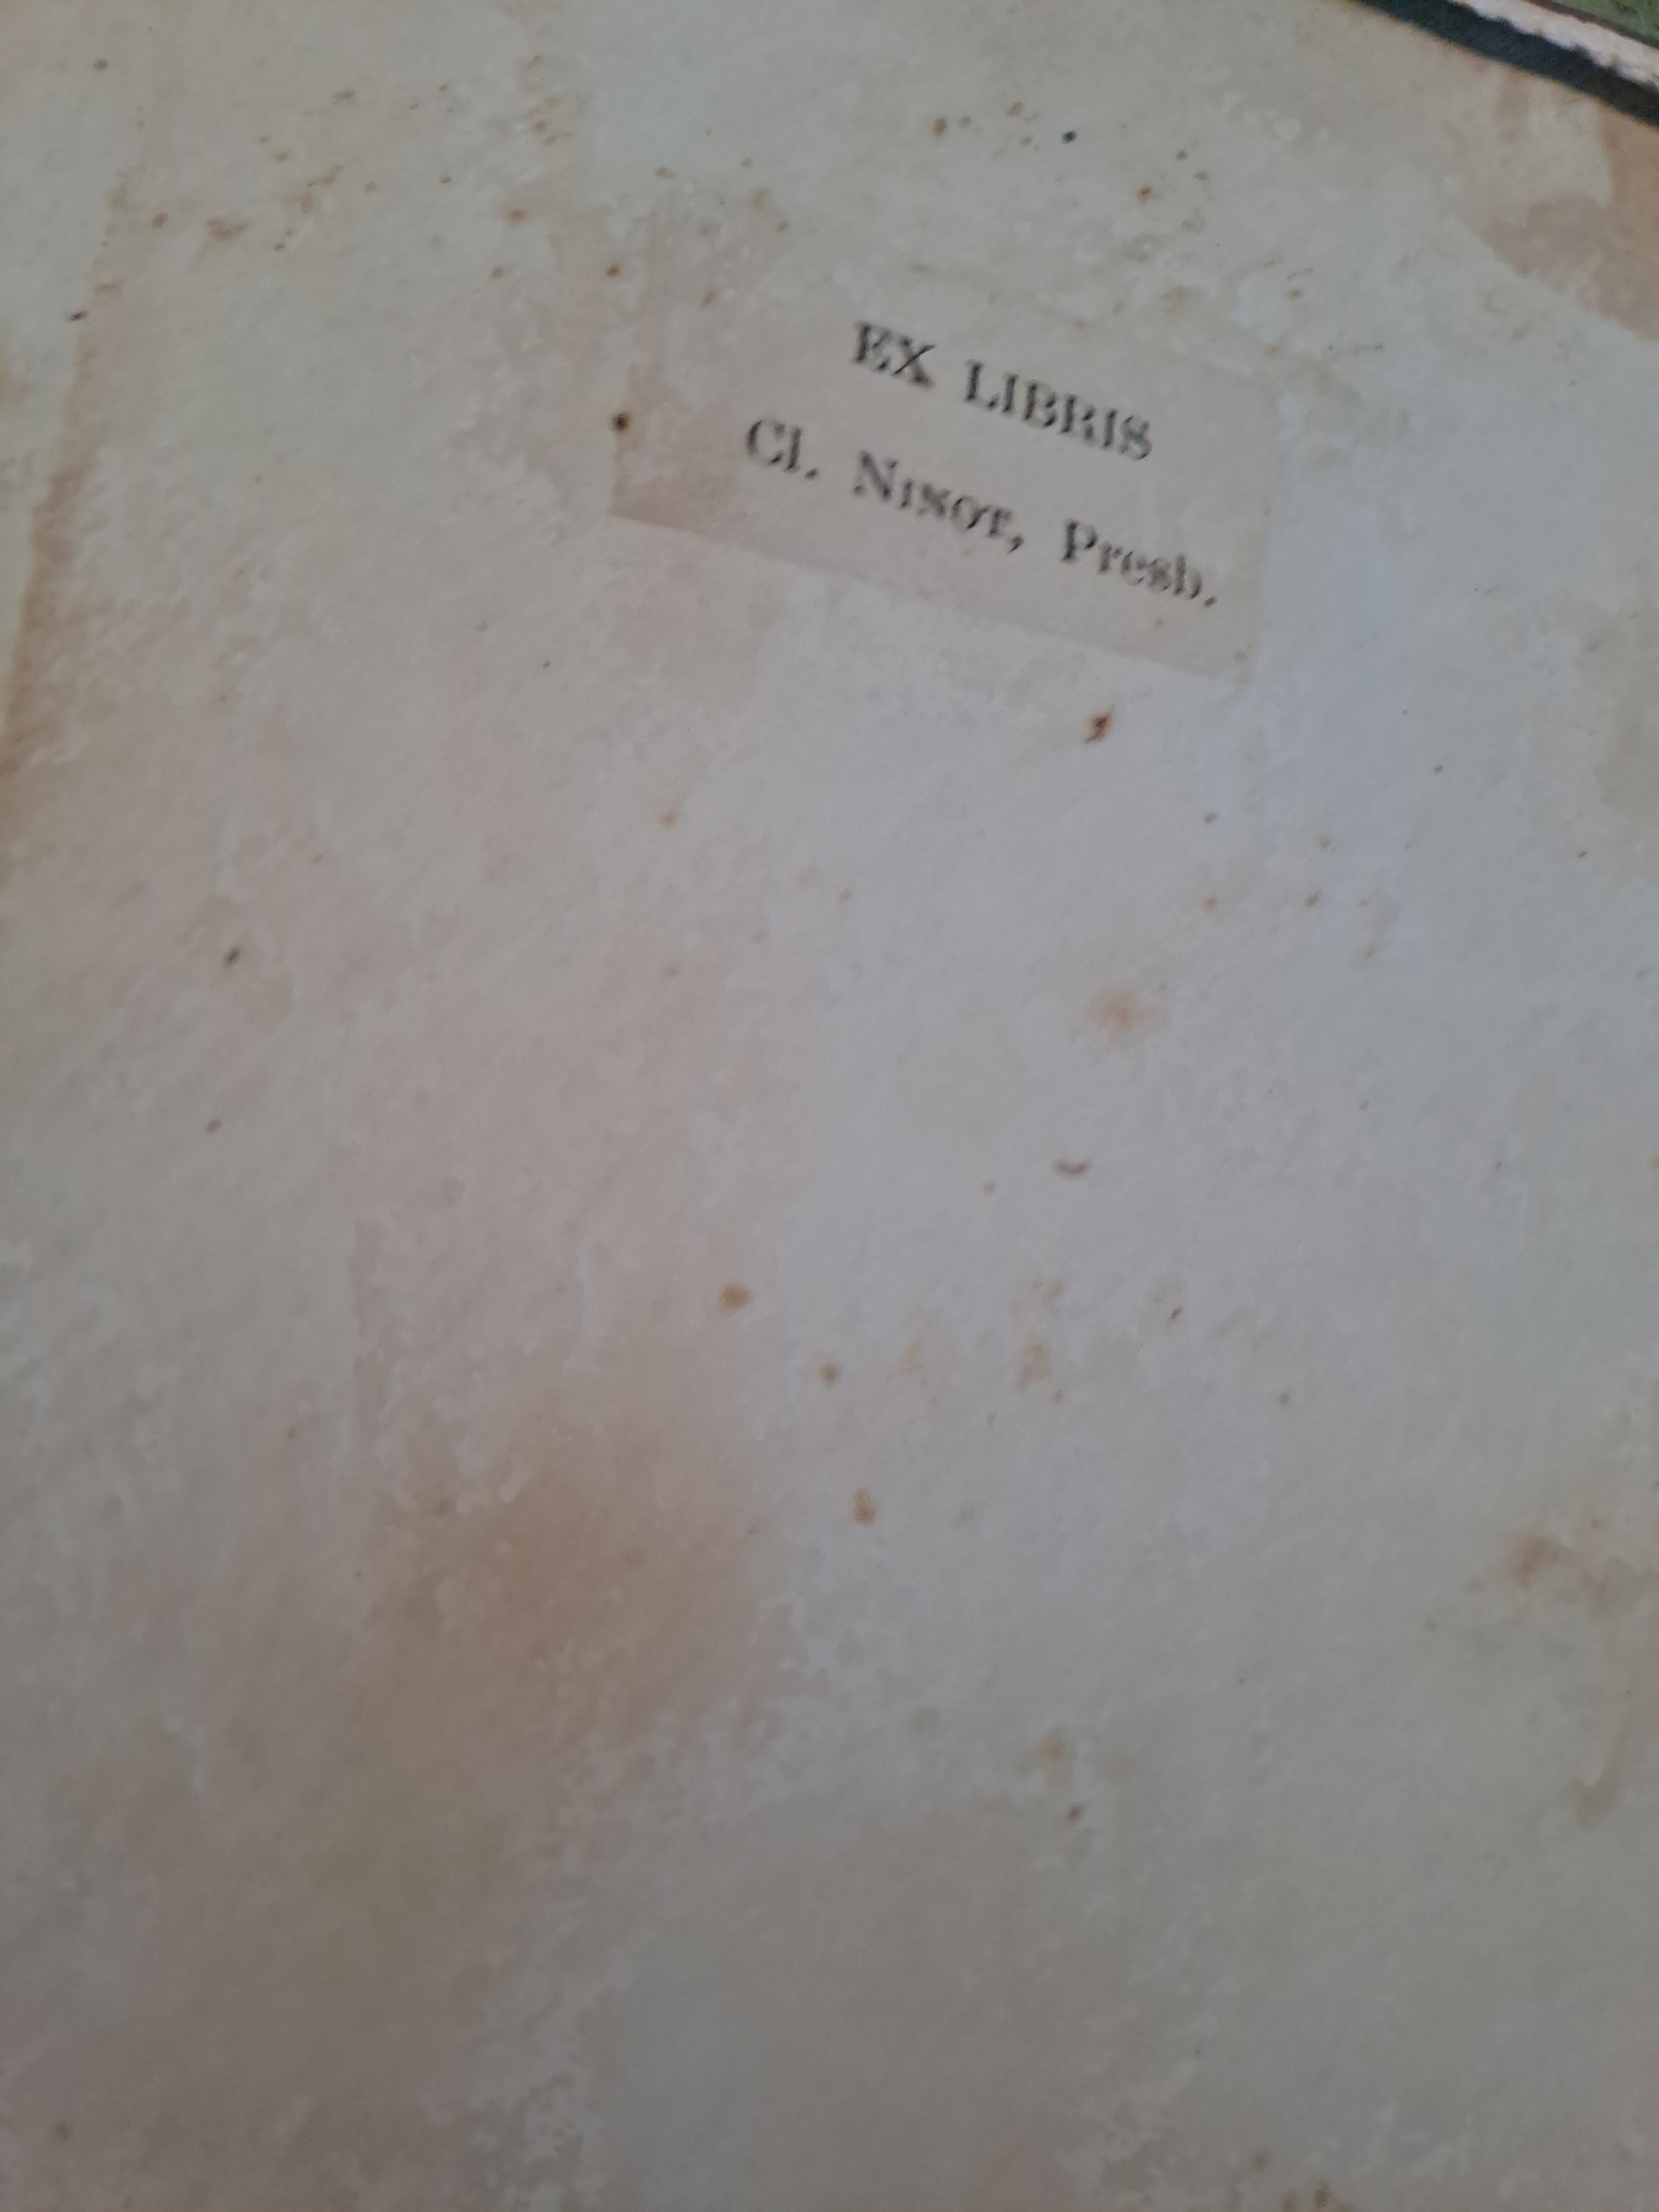 EX LIBRIS
Cl. NISOT, Presb.